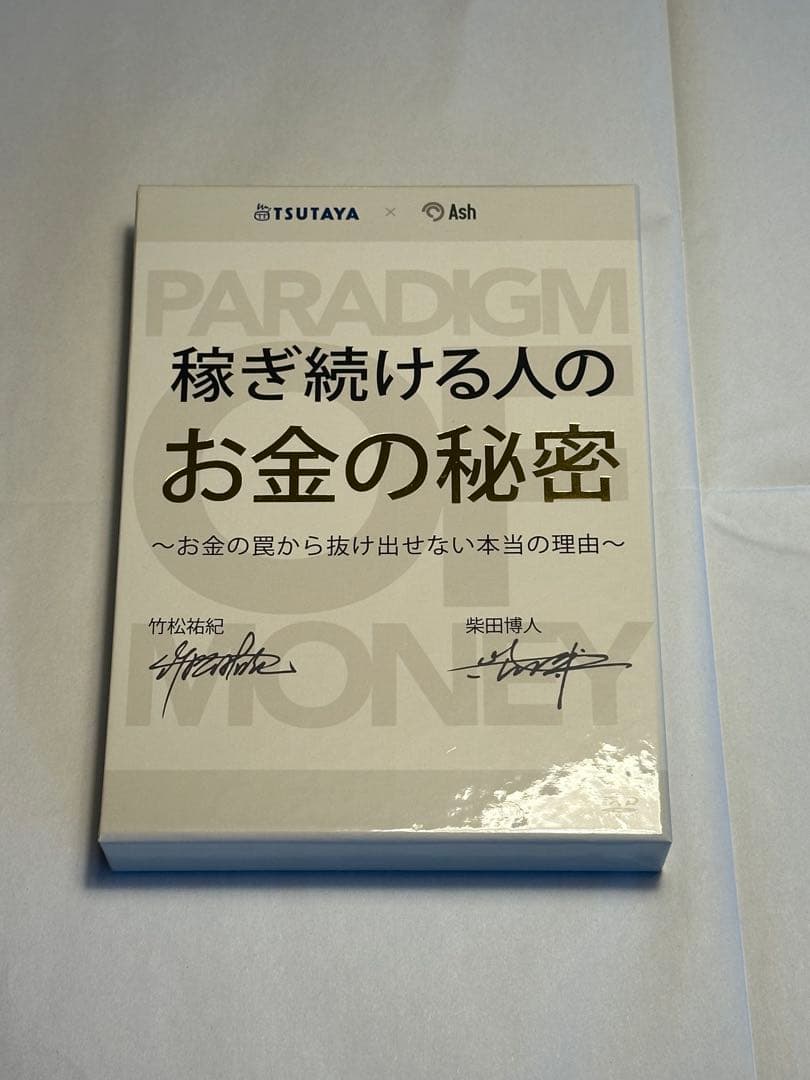 TSUTAYA × Ash
PARADIGM
稼ぎ続ける人の
OF
お金の秘密
～お金の罠から抜け出せない本当の理由～
竹松祐紀 柴田博人
MONEY